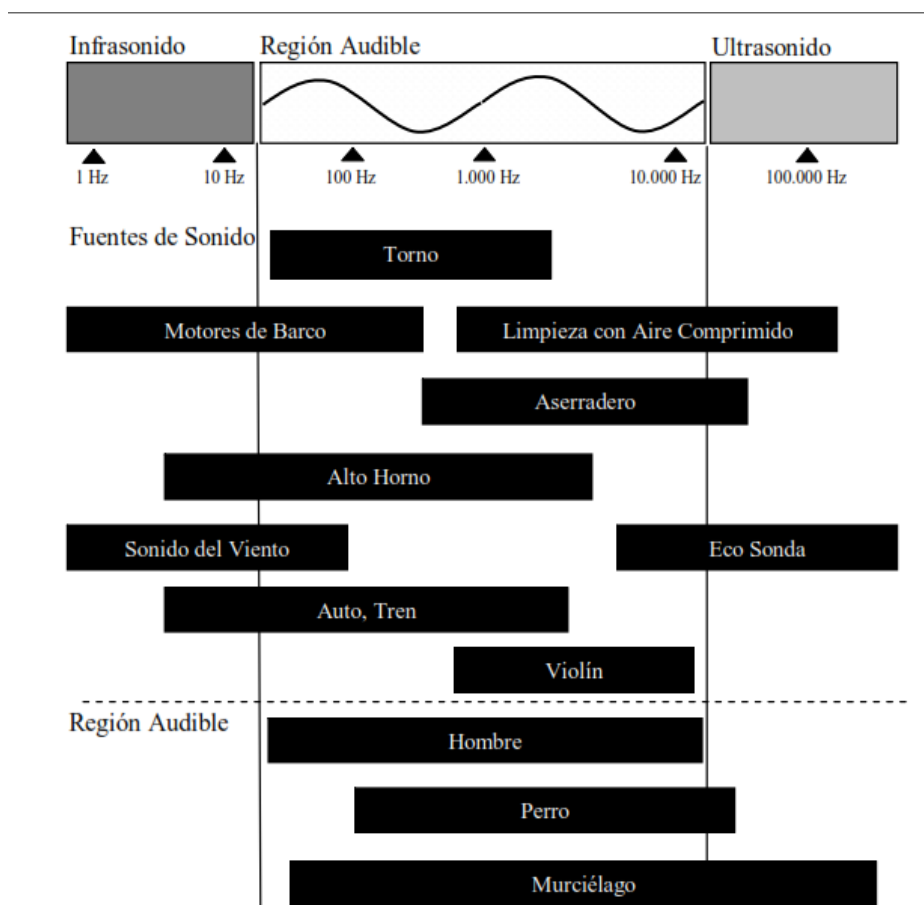 Infrasonido
Región Audible
Ultrasonido
1 Hz
10 Hz
100 Hz
1.000 Hz
10.000 Hz
100.000 Hz
Fuentes de Sonido
Torno
Motores de Barco
Limpieza con Aire Comprimido
Aserradero
Alto Horno
Sonido del Viento
Eco Sonda
Auto, Tren
Violín
Región Audible
Hombre
Perro
Murciélago